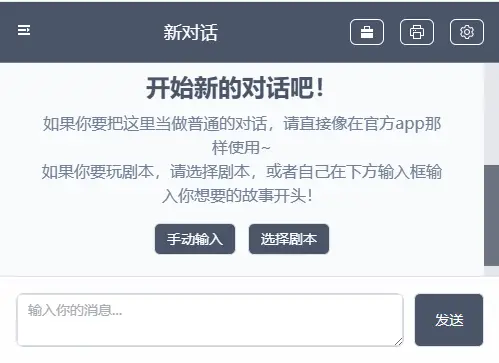 新对话
开始新的对话吧！
如果你要把这里当做普通的对话，请直接像在官方app那
样使用~
如果你要玩剧本，请选择剧本，或者自己在下方输入框输
入你想要的故事开头！
手动输入 选择剧本
输入你的消息...
发送